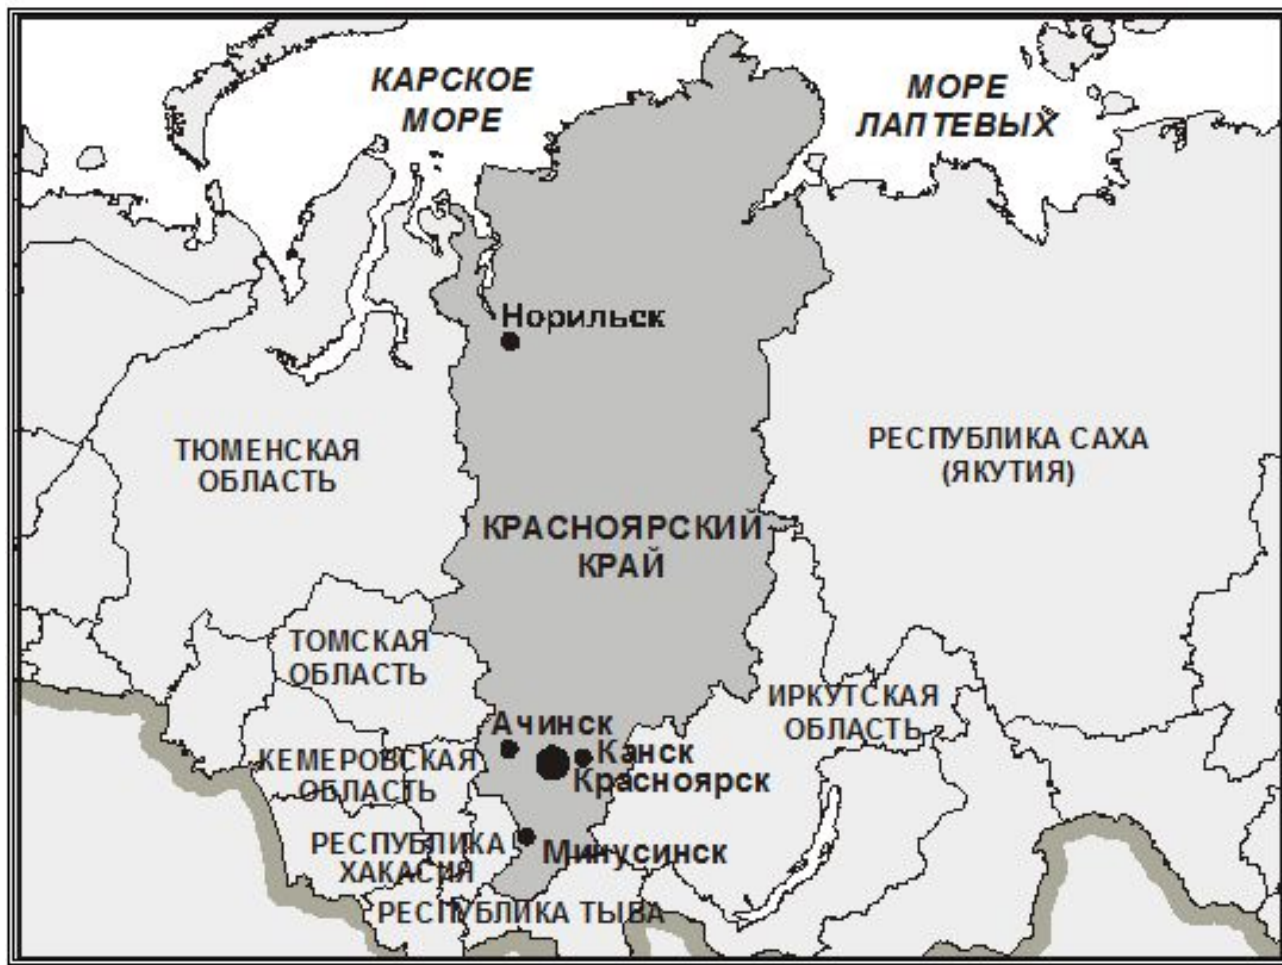 КАРСКОЕ
МОРЕ
МОРЕ
ЛАПТЕВЫХ
Норильск
ТЮМЕНСКАЯ
ОБЛАСТЬ
РЕСПУБЛИКА САХА
(ЯКУТИЯ)
КРАСНОЯРСКИЙ
КРАЙ
ТОМСКАЯ
ОБЛАСТЬ
ИРКУТСКАЯ
ОБЛАСТЬ
Ачинск
Канск
КЕМЕРОВСКАЯ
ОБЛАСТЬ
Красноярск
РЕСПУБЛИКА
ХАКАСИЯ
Минусинск
РЕСПУБЛИКА ТЫВА